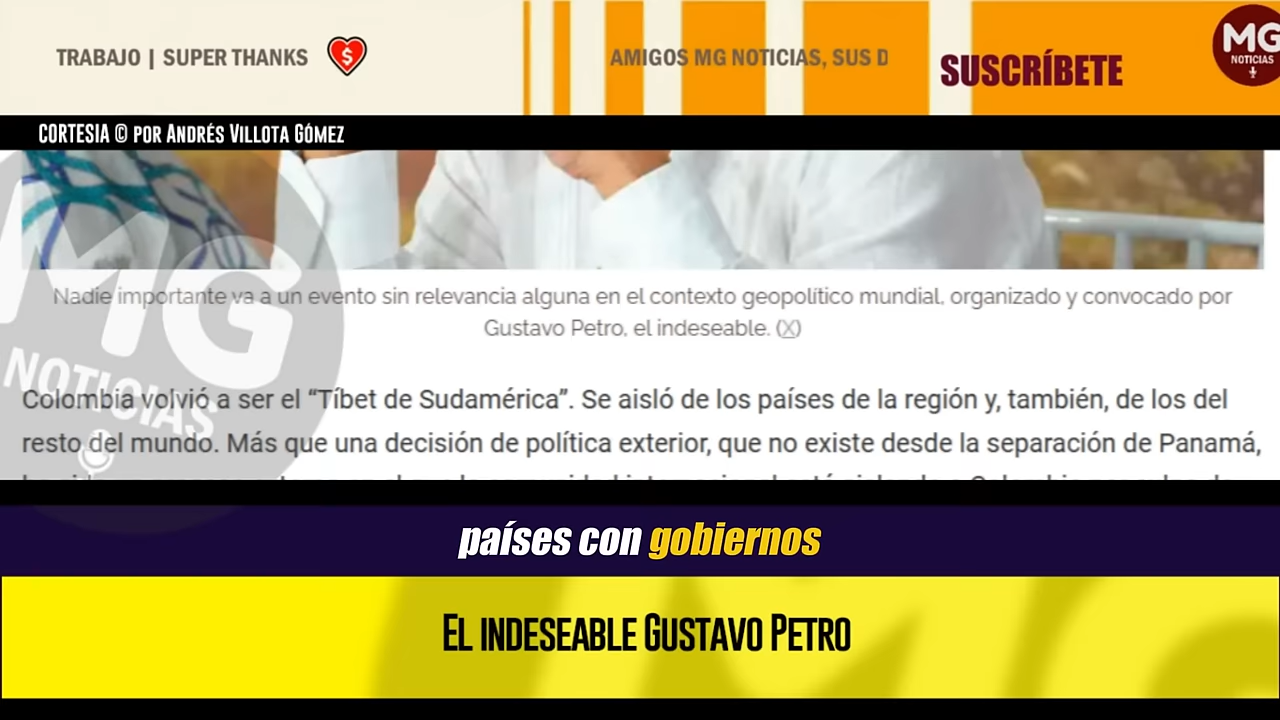 TRABAJO | SUPER THANKS
AMIGOS MG NOTICIAS, SUS D
SUSCRÍBETE
MG
NOTICIAS
CORTESIA © POR ANDRÉS VILLOTA GÓMEZ
MG
NOTICIAS
Nadie importante va a un evento sin relevancia alguna en el contexto geopolítico mundial, organizado y convocado por
Gustavo Petro, el indeseable. (X)
Colombia volvió a ser el “Tíbet de Sudamérica”. Se aisló de los países de la región y, también, de los del
resto del mundo. Más que una decisión de política exterior, que no existe desde la separación de Panamá,
países con gobiernos
EL INDESEABLE GUSTAVO PETRO